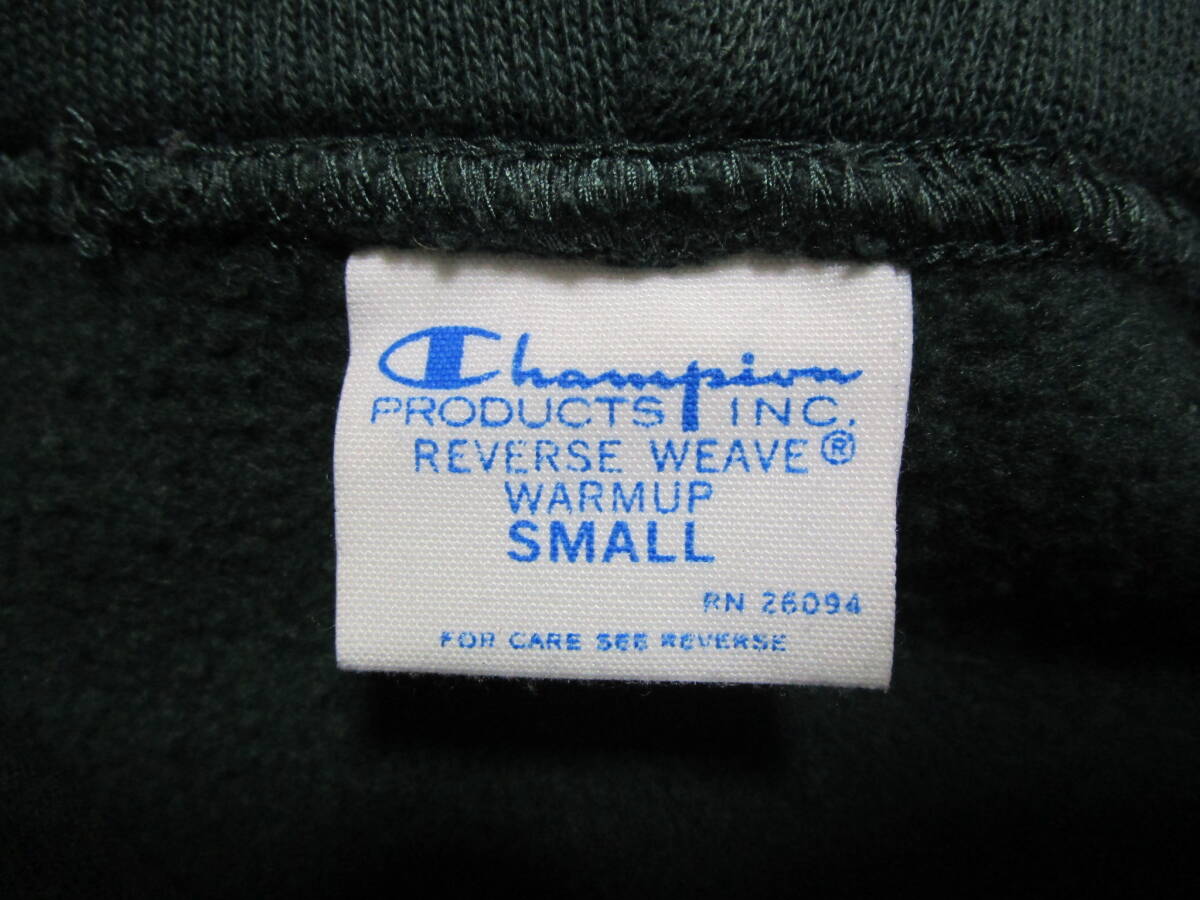 Champion
PRODUCTS INC.
REVERSE WEAVE®
WARMUP
SMALL
RN 26094
FOR CARE SEE REVERSE